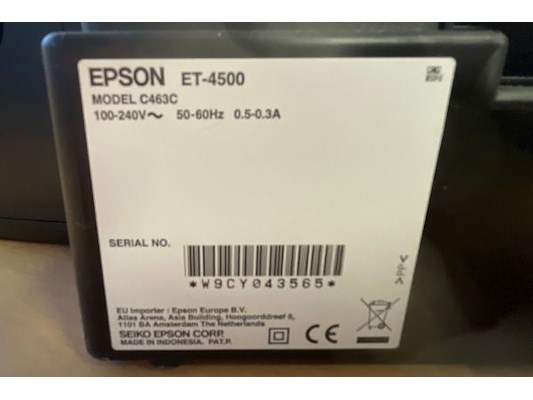 EPSON ET-4500
MODEL C463C
100-240V～ 50-60Hz 0.5-0.3A
SERIAL NO.
*W9CY043565*
VPP
EU Importer : Epson Europe B.V.
Atlas Arena, Asia Building, Hoogoorddreef 5,
1101 BA Amsterdam The Netherlands
SEIKO EPSON CORP.
MADE IN INDONESIA. PAT.P.
CE